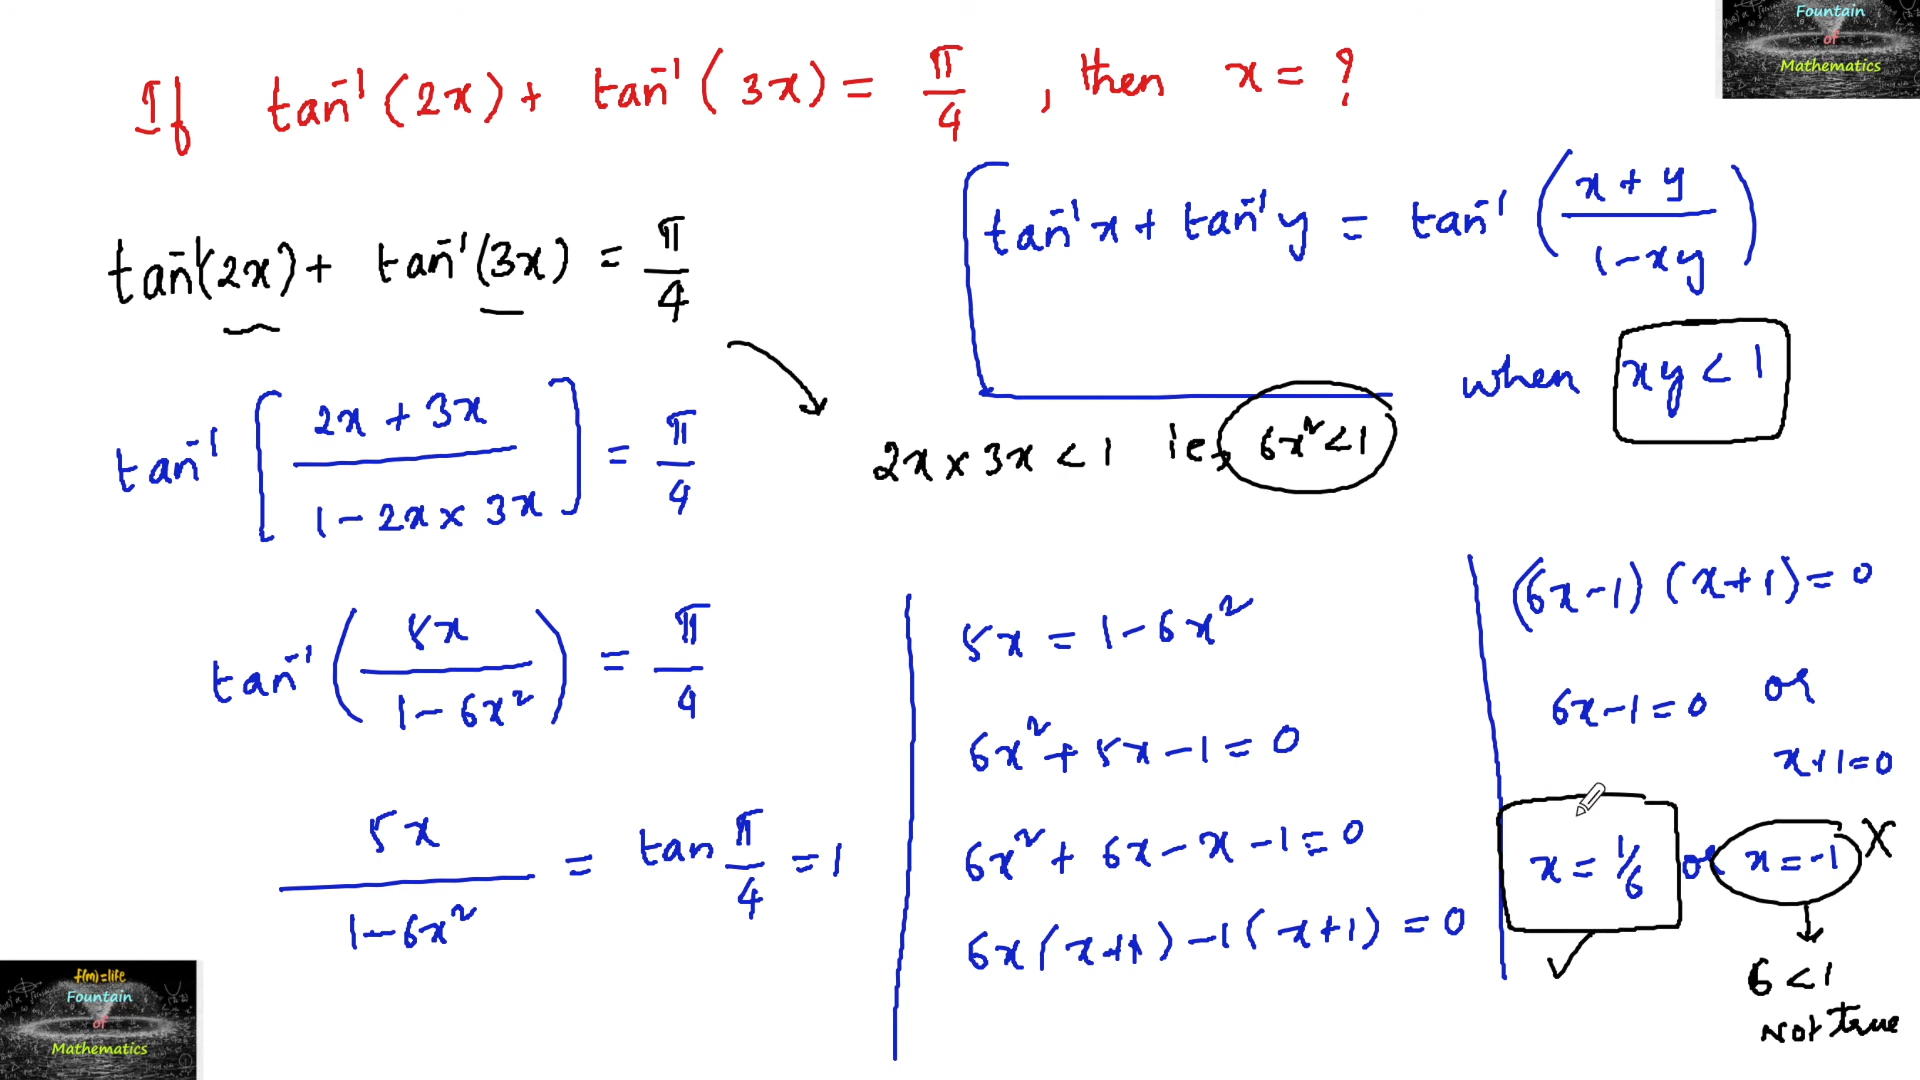 Fountain
of
Mathematics
If tan⁻¹(2x) + tan⁻¹(3x) = π/4, then x = ?
tan⁻¹x + tan⁻¹y = tan⁻¹((x + y)/(1 - xy))
when xy < 1
tan⁻¹(2x) + tan⁻¹(3x) = π/4
2x × 3x < 1 ie, 6x² < 1
tan⁻¹[(2x + 3x)/(1 - 2x × 3x)] = π/4
tan⁻¹(5x/(1 - 6x²)) = π/4
5x/(1 - 6x²) = tan π/4 = 1
5x = 1 - 6x²
6x² + 5x - 1 = 0
6x² + 6x - x - 1 = 0
6x(x + 1) - 1(x + 1) = 0
(6x - 1)(x + 1) = 0
6x - 1 = 0 or
x + 1 = 0
x = 1/6 or x = -1 X
✓
6 < 1
Not True
f(m)=life
Fountain
of
Mathematics